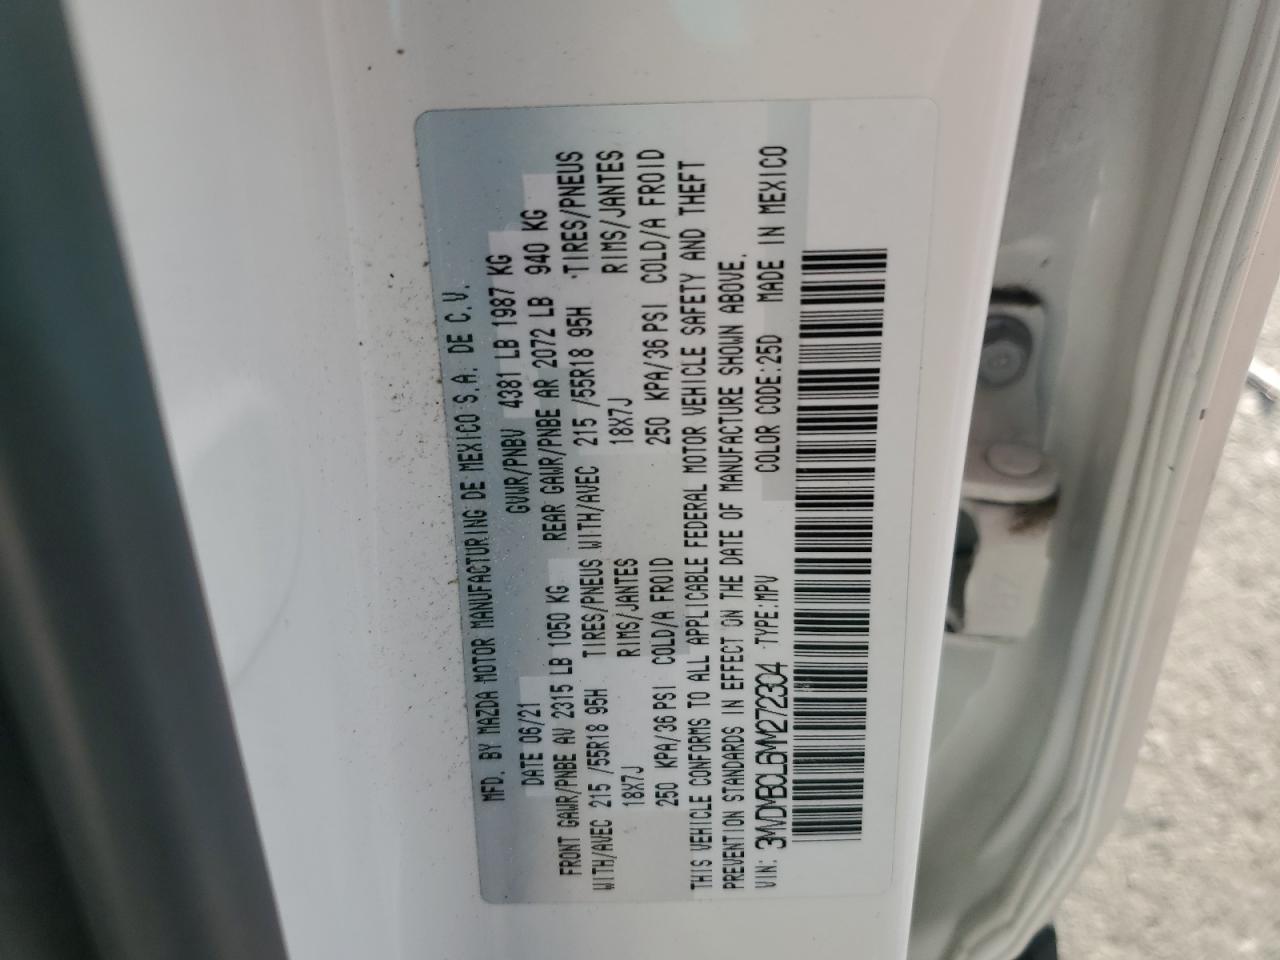 MFD. BY MAZDA MOTOR MANUFACTURING DE MEXICO S.A. DE C.V.
DATE 06/21 GVWR/PNBV 4381 LB 1987 KG
FRONT GAWR/PNBE AV 2315 LB 1050 KG REAR GAWR/PNBE AR 2072 LB 940 KG
WITH/AVEC 215 /55R18 95H TIRES/PNEUS WITH/AVEC 215 /55R18 95H TIRES/PNEUS
18X7J RIMS/JANTES 18X7J RIMS/JANTES
250 KPA/36 PSI COLD/A FROID 250 KPA/36 PSI COLD/A FROID
THIS VEHICLE CONFORMS TO ALL APPLICABLE FEDERAL MOTOR VEHICLE SAFETY AND THEFT
PREVENTION STANDARDS IN EFFECT ON THE DATE OF MANUFACTURE SHOWN ABOVE.
VIN: 3MVDMBCL6MM272304 TYPE:MPV COLOR CODE:25D MADE IN MEXICO